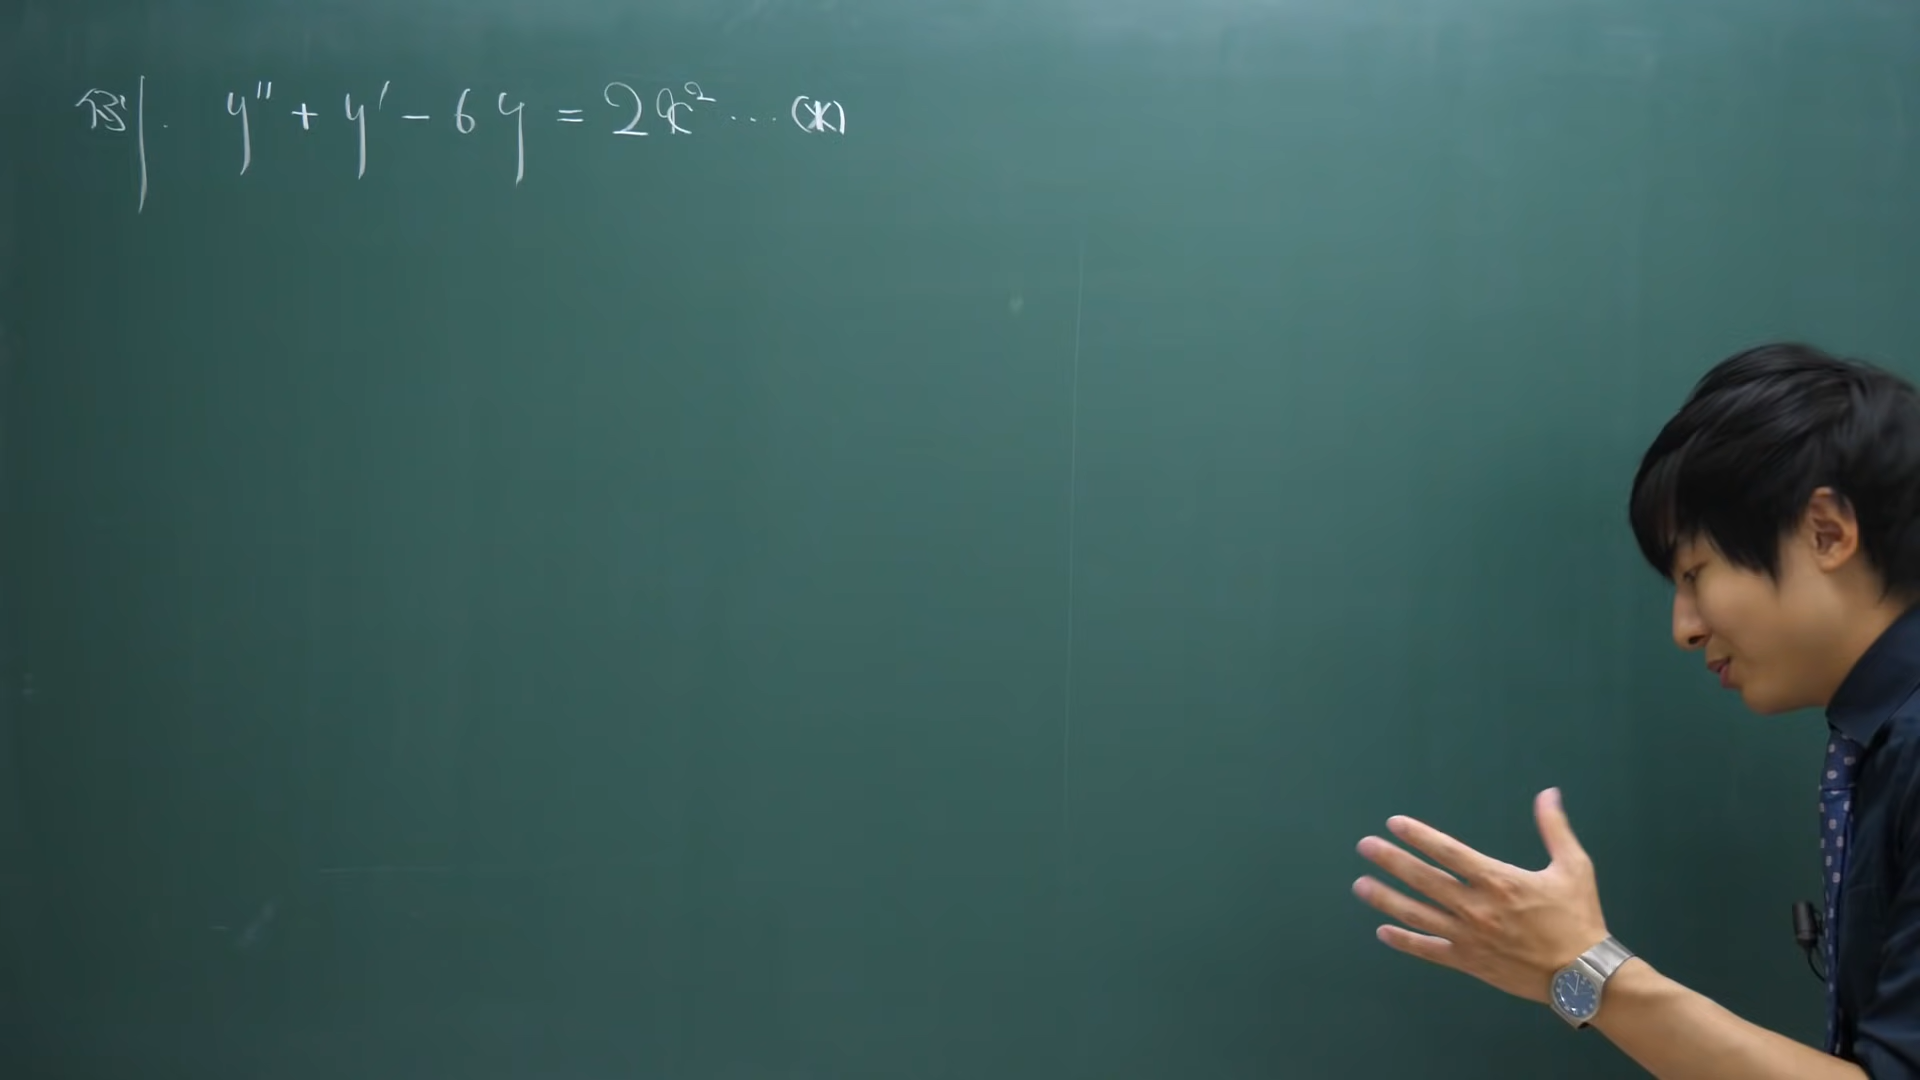 例. y'' + y' − 6y = 2x² … (※)